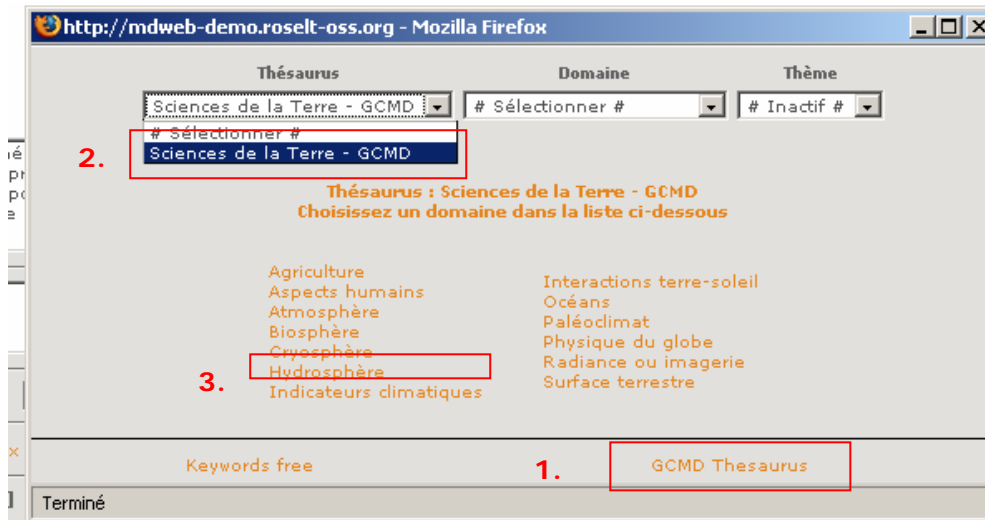 http://mdweb-demo.roselt-oss.org - Mozilla Firefox
Thésaurus Domaine Thème
Sciences de la Terre - GCMD # Sélectionner # # Inactif #
# Sélectionner #
2. Sciences de la Terre - GCMD
Thésaurus : Sciences de la Terre - GCMD
Choisissez un domaine dans la liste ci-dessous
Agriculture
Aspects humains
Atmosphère
Biosphère
Cryosphère
3. Hydrosphère
Indicateurs climatiques
Interactions terre-soleil
Océans
Paléoclimat
Physique du globe
Radiance ou imagerie
Surface terrestre
Keywords free 1. GCMD Thesaurus
Terminé